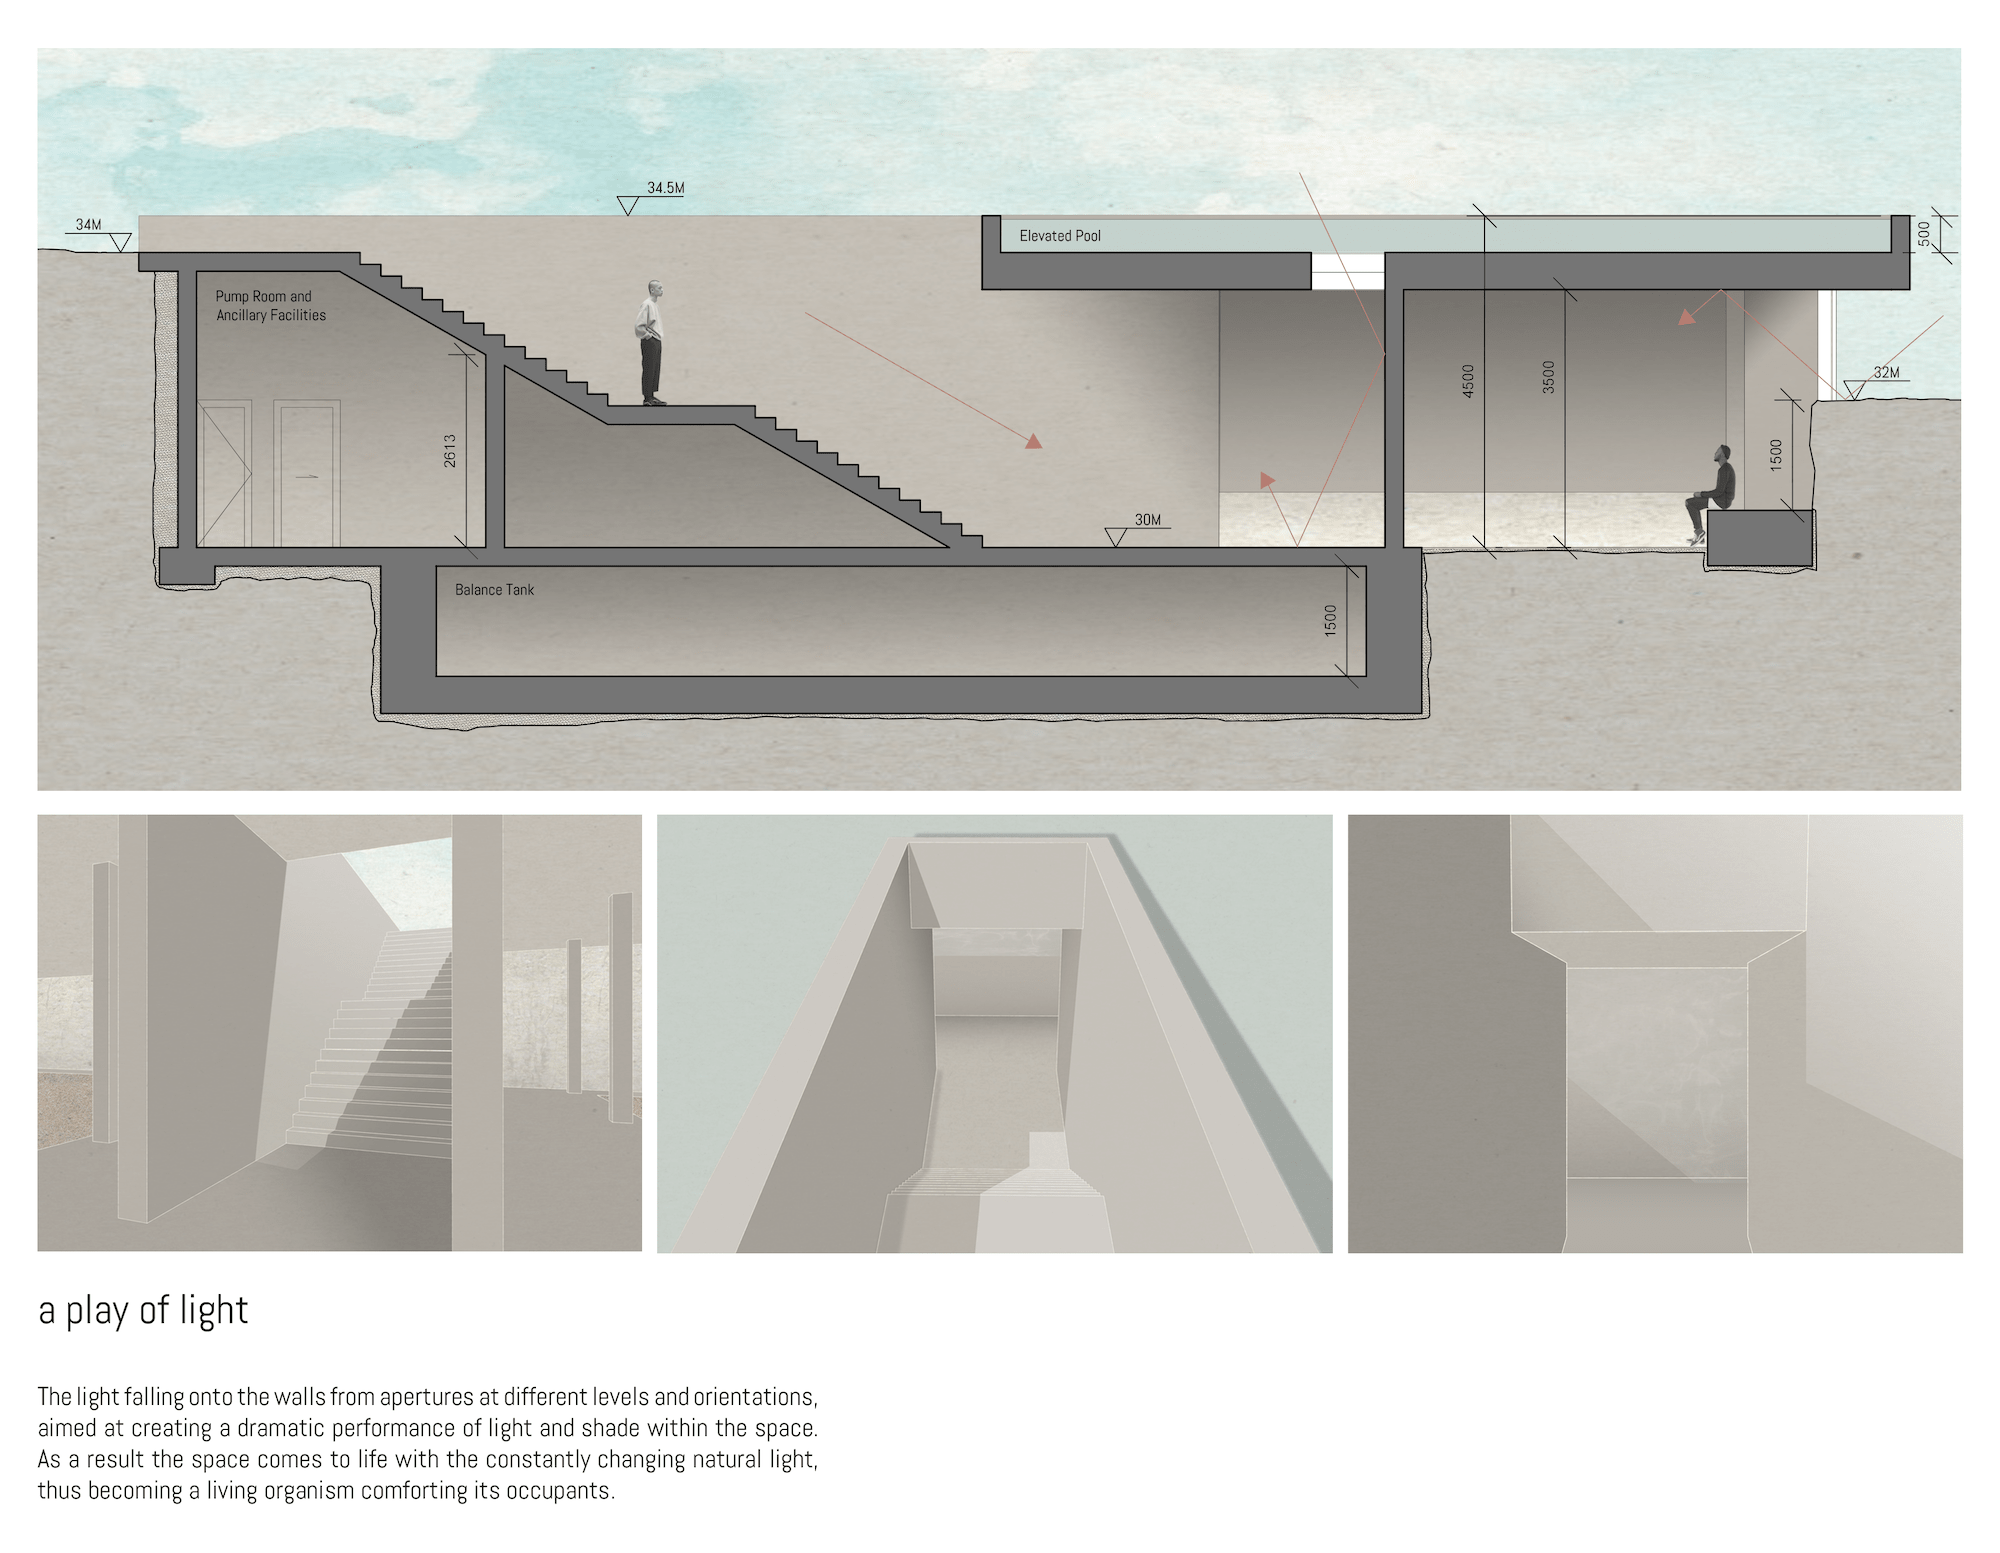 34.5M
34M
Elevated Pool
500
Pump Room and
Ancillary Facilities
32M
4500
3500
2613
1500
30M
Balance Tank
1500
a play of light
The light falling onto the walls from apertures at different levels and orientations,
aimed at creating a dramatic performance of light and shade within the space.
As a result the space comes to life with the constantly changing natural light,
thus becoming a living organism comforting its occupants.